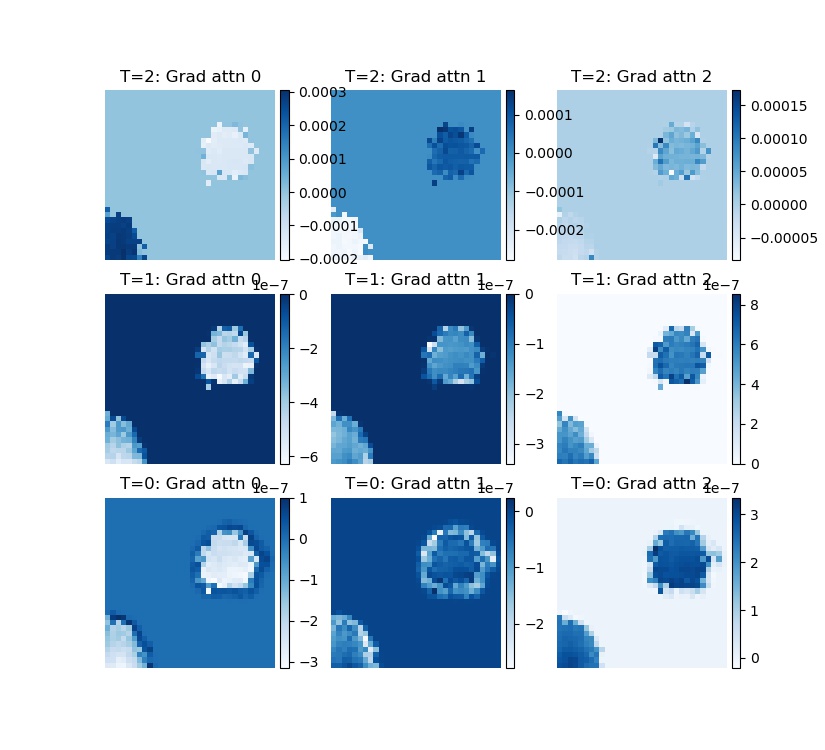 T=2: Grad attn 0
0.0003
0.0002
0.0001
0.0000
−0.0001
−0.0002
T=2: Grad attn 1
0.0001
0.0000
−0.0001
−0.0002
T=2: Grad attn 2
0.00015
0.00010
0.00005
0.00000
−0.00005
T=1: Grad attn 0
1e−7
0
−2
−4
−6
T=1: Grad attn 1
1e−7
0
−1
−2
−3
T=1: Grad attn 2
1e−7
8
6
4
2
0
T=0: Grad attn 0
1e−7
1
0
−1
−2
−3
T=0: Grad attn 1
1e−7
0
−1
−2
T=0: Grad attn 2
1e−7
3
2
1
0